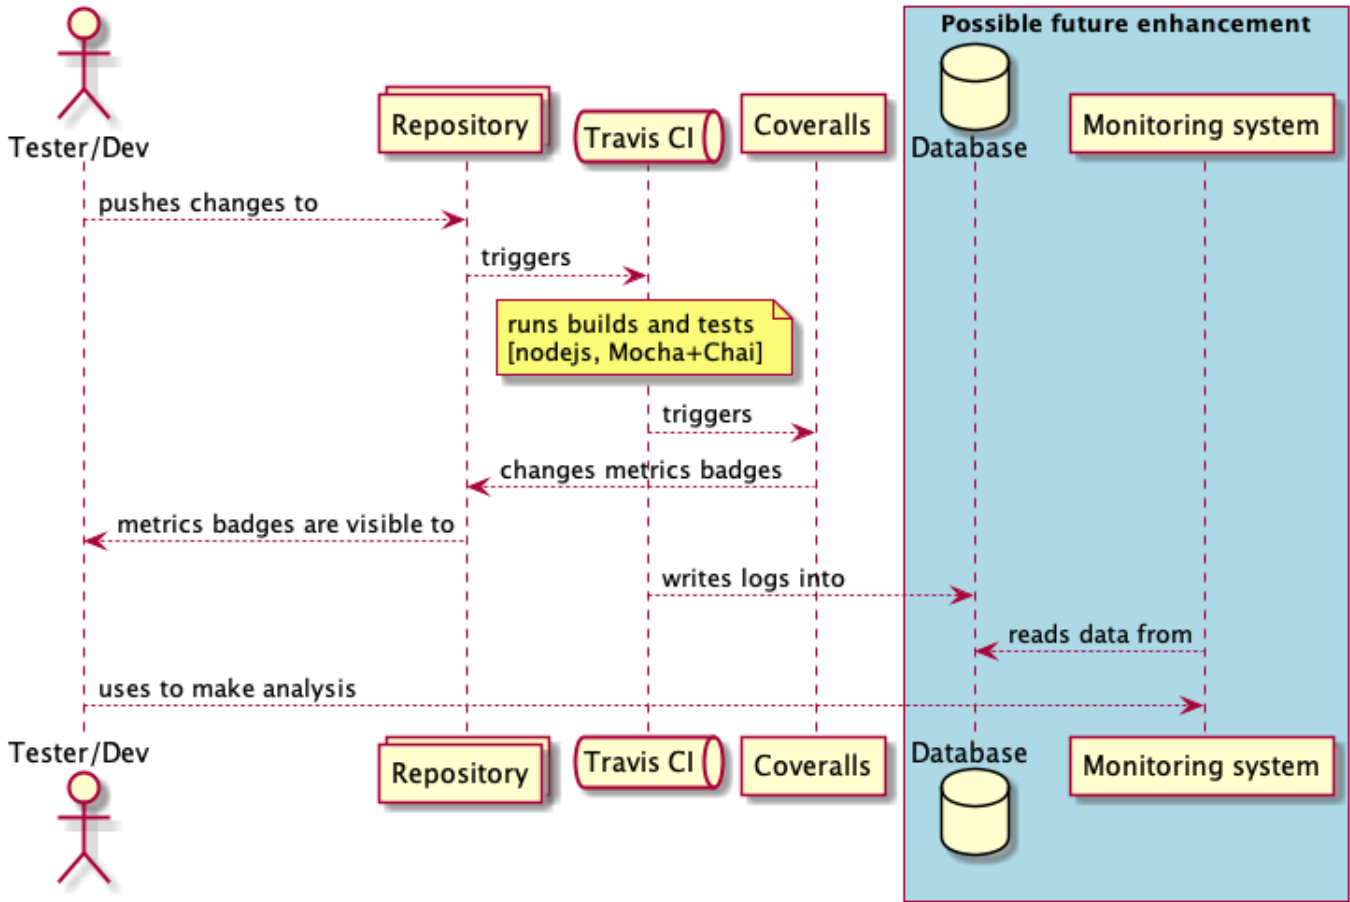 Possible future enhancement
Tester/Dev
Repository
Travis CI
Coveralls
Database
Monitoring system
pushes changes to
triggers
runs builds and tests
[nodejs, Mocha+Chai]
triggers
changes metrics badges
metrics badges are visible to
writes logs into
reads data from
uses to make analysis
Tester/Dev
Repository
Travis CI
Coveralls
Database
Monitoring system